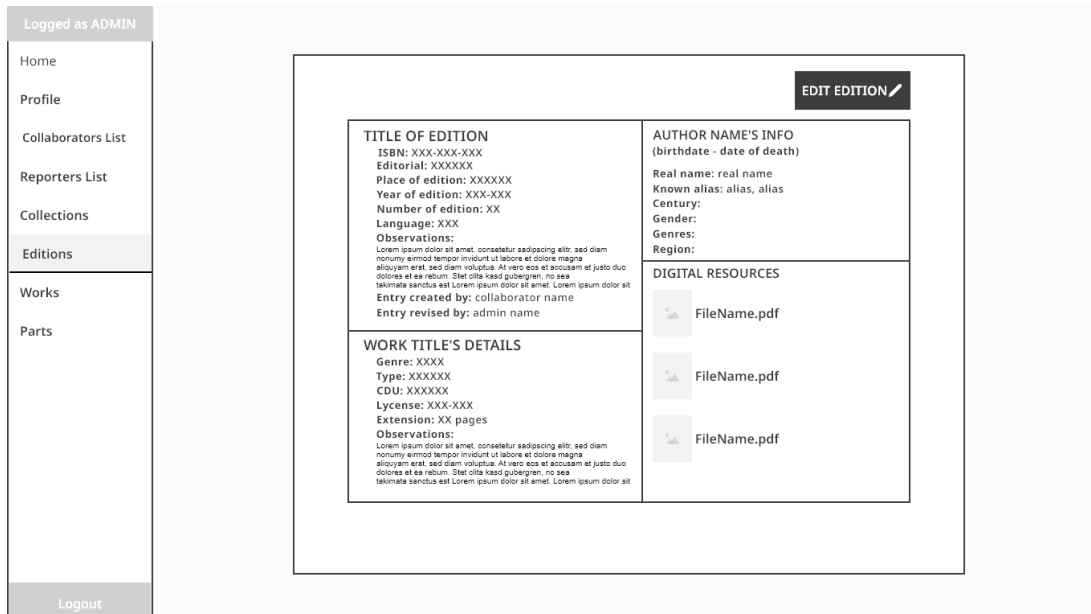 Logged as ADMIN
Home
Profile
Collaborators List
Reporters List
Collections
Editions
Works
Parts
Logout
EDIT EDITION
TITLE OF EDITION
ISBN: XXX-XXX-XXX
Editorial: XXXXXX
Place of edition: XXXXXX
Year of edition: XXX-XXX
Number of edition: XX
Language: XXX
Observations:
Lorem ipsum dolor sit amet, consetetur sadipscing elitr, sed diam
nonumy eirmod tempor invidunt ut labore et dolore magna
aliquyam erat, sed diam voluptua. At vero eos et accusam et justo duo
dolores et ea rebum. Stet clita kasd gubergren, no sea
takimata sanctus est Lorem ipsum dolor sit amet. Lorem ipsum dolor sit
Entry created by: collaborator name
Entry revised by: admin name
WORK TITLE'S DETAILS
Genre: XXXX
Type: XXXXXX
CDU: XXXXXX
Lycense: XXX-XXX
Extension: XX pages
Observations:
Lorem ipsum dolor sit amet, consetetur sadipscing elitr, sed diam
nonumy eirmod tempor invidunt ut labore et dolore magna
aliquyam erat, sed diam voluptua. At vero eos et accusam et justo duo
dolores et ea rebum. Stet clita kasd gubergren, no sea
takimata sanctus est Lorem ipsum dolor sit amet. Lorem ipsum dolor sit
AUTHOR NAME'S INFO
(birthdate - date of death)
Real name: real name
Known alias: alias, alias
Century:
Gender:
Genres:
Region:
DIGITAL RESOURCES
FileName.pdf
FileName.pdf
FileName.pdf